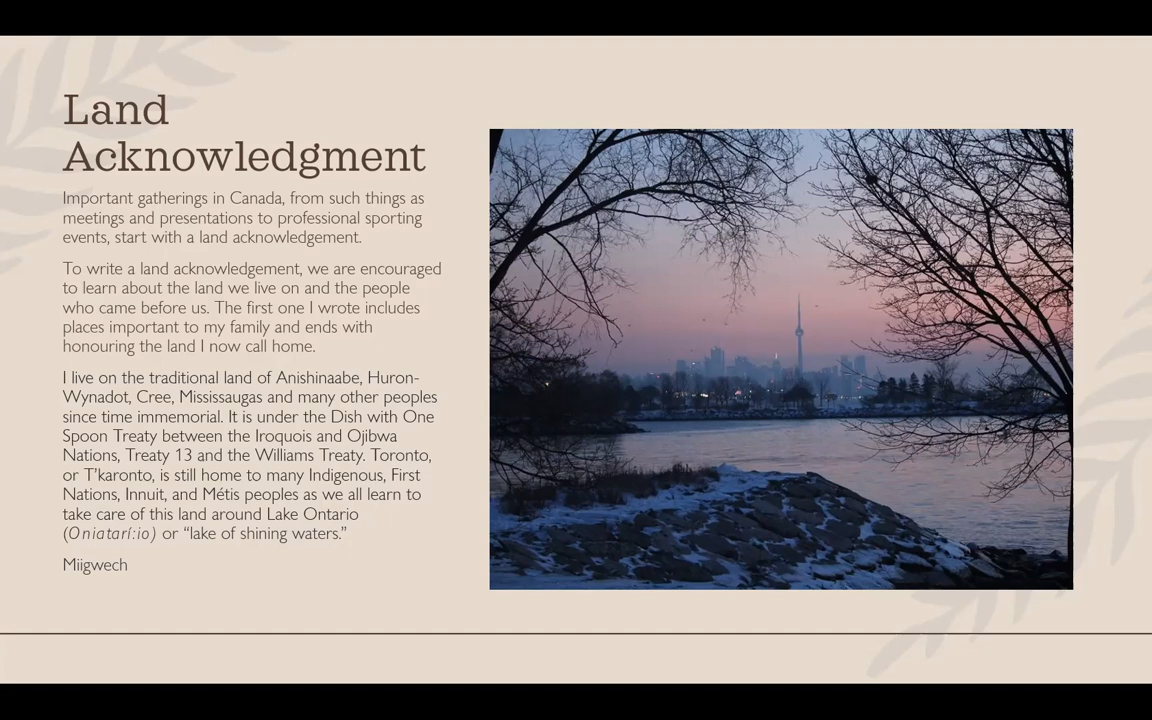 Land
Acknowledgment
Important gatherings in Canada, from such things as
meetings and presentations to professional sporting
events, start with a land acknowledgement.
To write a land acknowledgement, we are encouraged
to learn about the land we live on and the people
who came before us. The first one I wrote includes
places important to my family and ends with
honouring the land I now call home.
I live on the traditional land of Anishinaabe, Huron-
Wynadot, Cree, Mississaugas and many other peoples
since time immemorial. It is under the Dish with One
Spoon Treaty between the Iroquois and Ojibwa
Nations, Treaty 13 and the Williams Treaty. Toronto,
or T’karonto, is still home to many Indigenous, First
Nations, Innuit, and Métis peoples as we all learn to
take care of this land around Lake Ontario
(Oniatarí:io) or “lake of shining waters.”
Miigwech